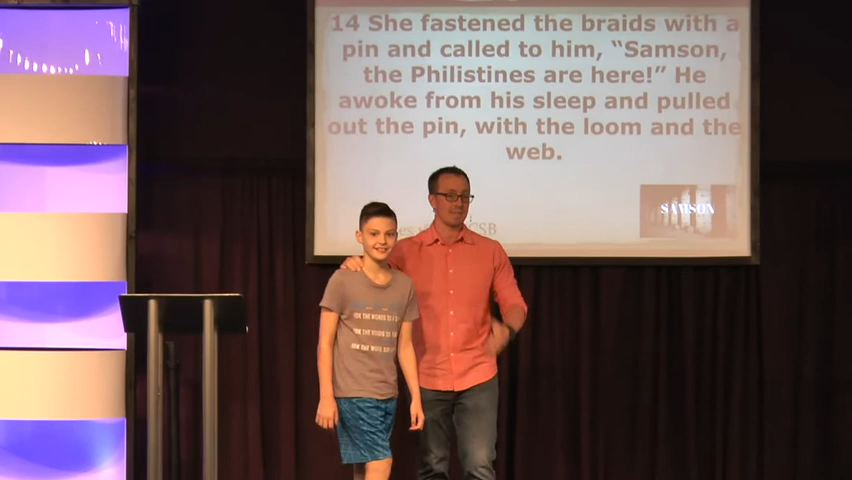 14 She fastened the braids with a
pin and called to him, “Samson,
the Philistines are here!” He
awoke from his sleep and pulled
out the pin, with the loom and the
web.
SAMSON
CSB